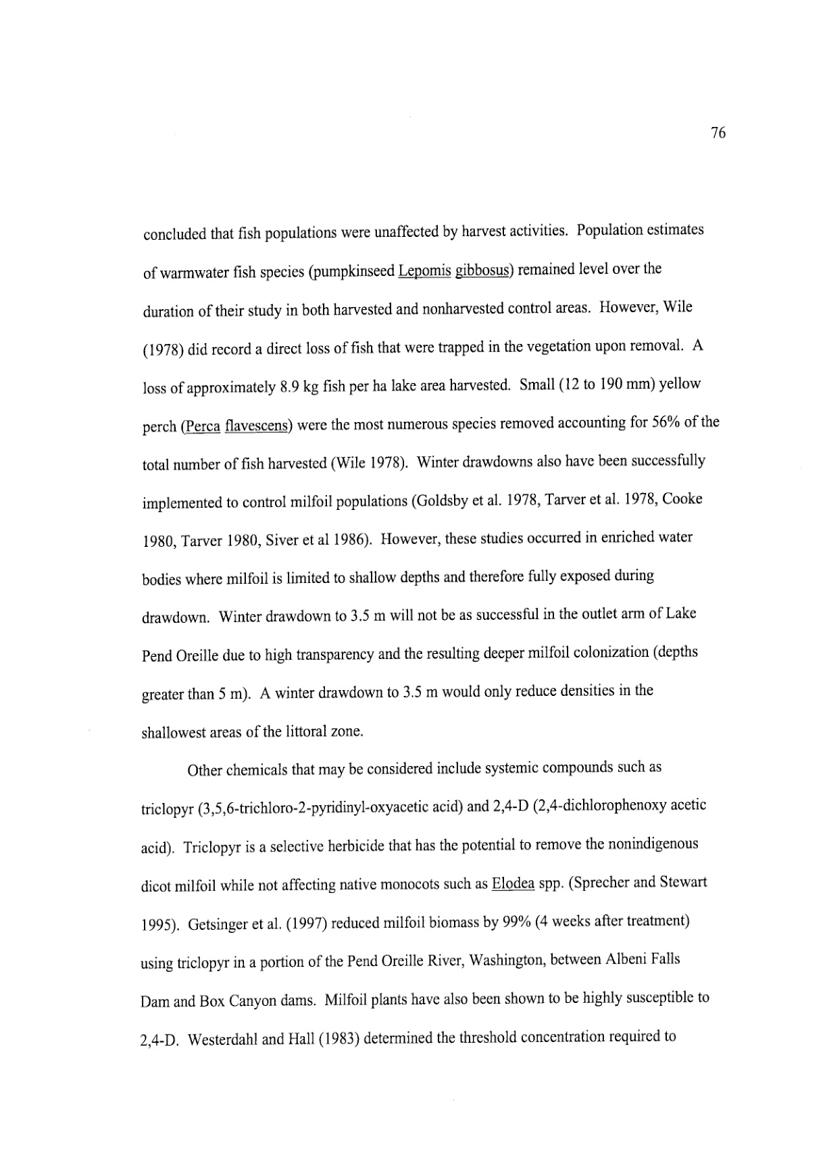 76
concluded that fish populations were unaffected by harvest activities. Population estimates
of warmwater fish species (pumpkinseed Lepomis gibbosus) remained level over the
duration of their study in both harvested and nonharvested control areas. However, Wile
(1978) did record a direct loss of fish that were trapped in the vegetation upon removal. A
loss of approximately 8.9 kg fish per ha lake area harvested. Small (12 to 190 mm) yellow
perch (Perca flavescens) were the most numerous species removed accounting for 56% of the
total number of fish harvested (Wile 1978). Winter drawdowns also have been successfully
implemented to control milfoil populations (Goldsby et al. 1978, Tarver et al. 1978, Cooke
1980, Tarver 1980, Siver et al 1986). However, these studies occurred in enriched water
bodies where milfoil is limited to shallow depths and therefore fully exposed during
drawdown. Winter drawdown to 3.5 m will not be as successful in the outlet arm of Lake
Pend Oreille due to high transparency and the resulting deeper milfoil colonization (depths
greater than 5 m). A winter drawdown to 3.5 m would only reduce densities in the
shallowest areas of the littoral zone.
Other chemicals that may be considered include systemic compounds such as
triclopyr (3,5,6-trichloro-2-pyridinyl-oxyacetic acid) and 2,4-D (2,4-dichlorophenoxy acetic
acid). Triclopyr is a selective herbicide that has the potential to remove the nonindigenous
dicot milfoil while not affecting native monocots such as Elodea spp. (Sprecher and Stewart
1995). Getsinger et al. (1997) reduced milfoil biomass by 99% (4 weeks after treatment)
using triclopyr in a portion of the Pend Oreille River, Washington, between Albeni Falls
Dam and Box Canyon dams. Milfoil plants have also been shown to be highly susceptible to
2,4-D. Westerdahl and Hall (1983) determined the threshold concentration required to